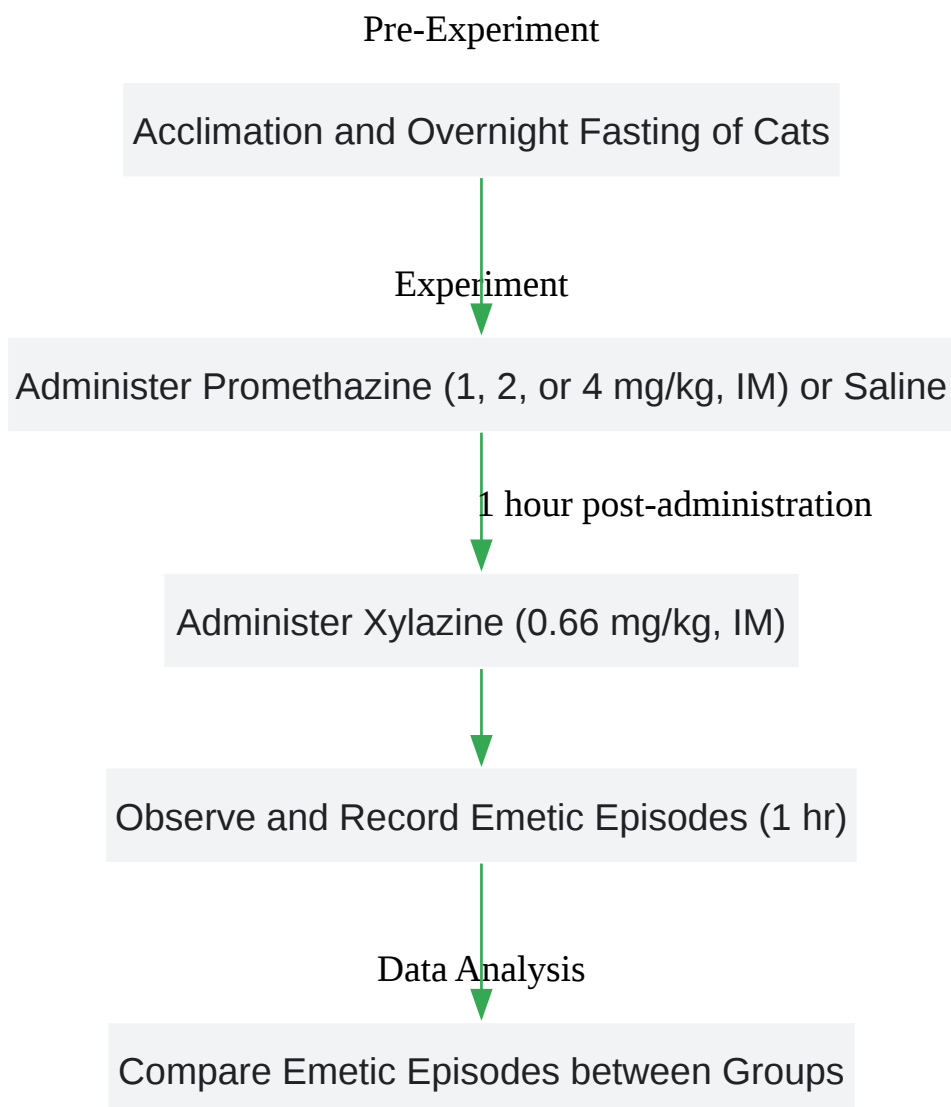 Pre-Experiment
Acclimation and Overnight Fasting of Cats
Experiment
Administer Promethazine (1, 2, or 4 mg/kg, IM) or Saline
1 hour post-administration
Administer Xylazine (0.66 mg/kg, IM)
Observe and Record Emetic Episodes (1 hr)
Data Analysis
Compare Emetic Episodes between Groups